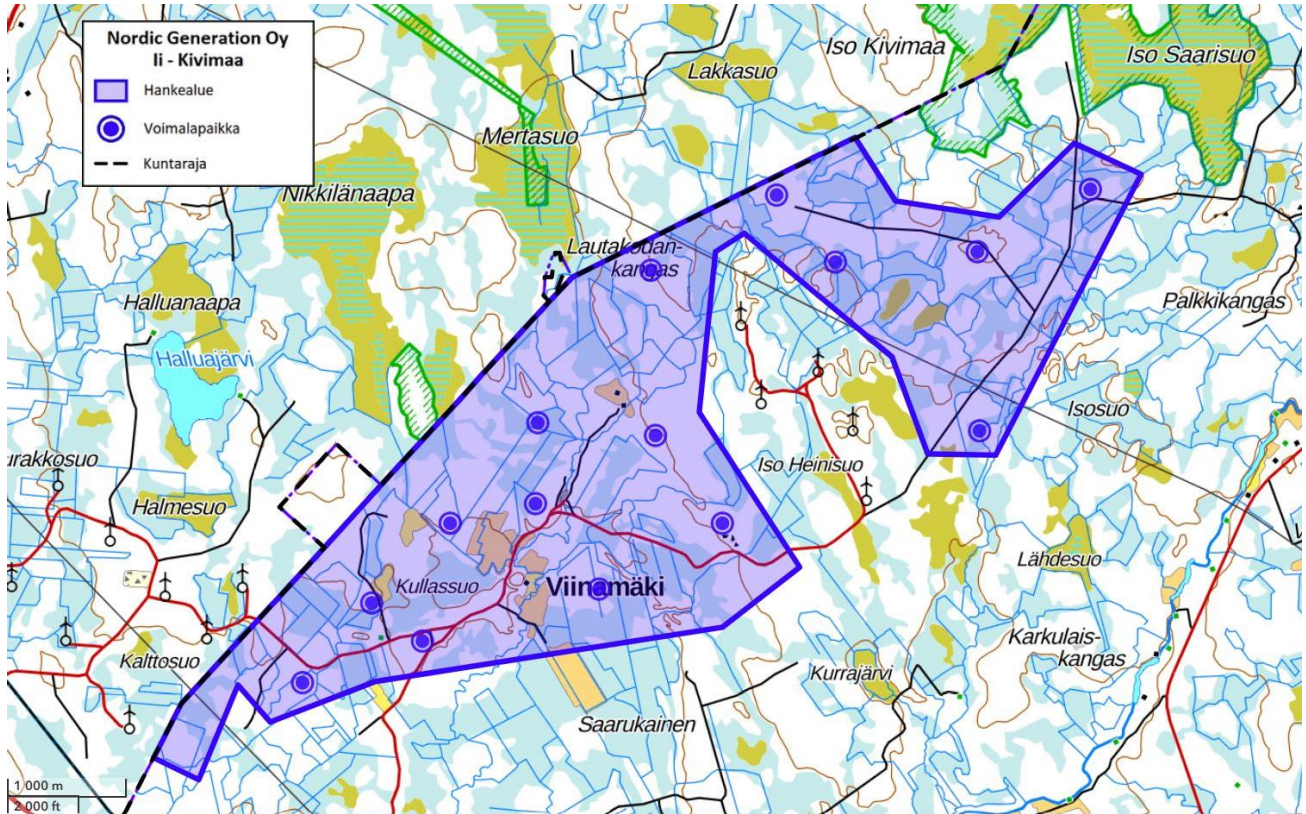 Nordic Generation Oy
Ii - Kivimaa
Hankealue
Voimalapaikka
Kuntaraja
Iso Kivimaa
Iso Saarisuo
Lakkasuo
Mertasuo
Nikkilänaapa
Lautakodan-
kangas
Halluanaapa
Palkkikangas
Halluajärvi
Isosuo
urakkosuo
Iso Heinisuo
Halmesuo
Lähdesuo
Kullassuo
Viinamäki
Karkulais-
kangas
Kalttosuo
Kurrajärvi
Saarukainen
1 000 m
2 000 ft